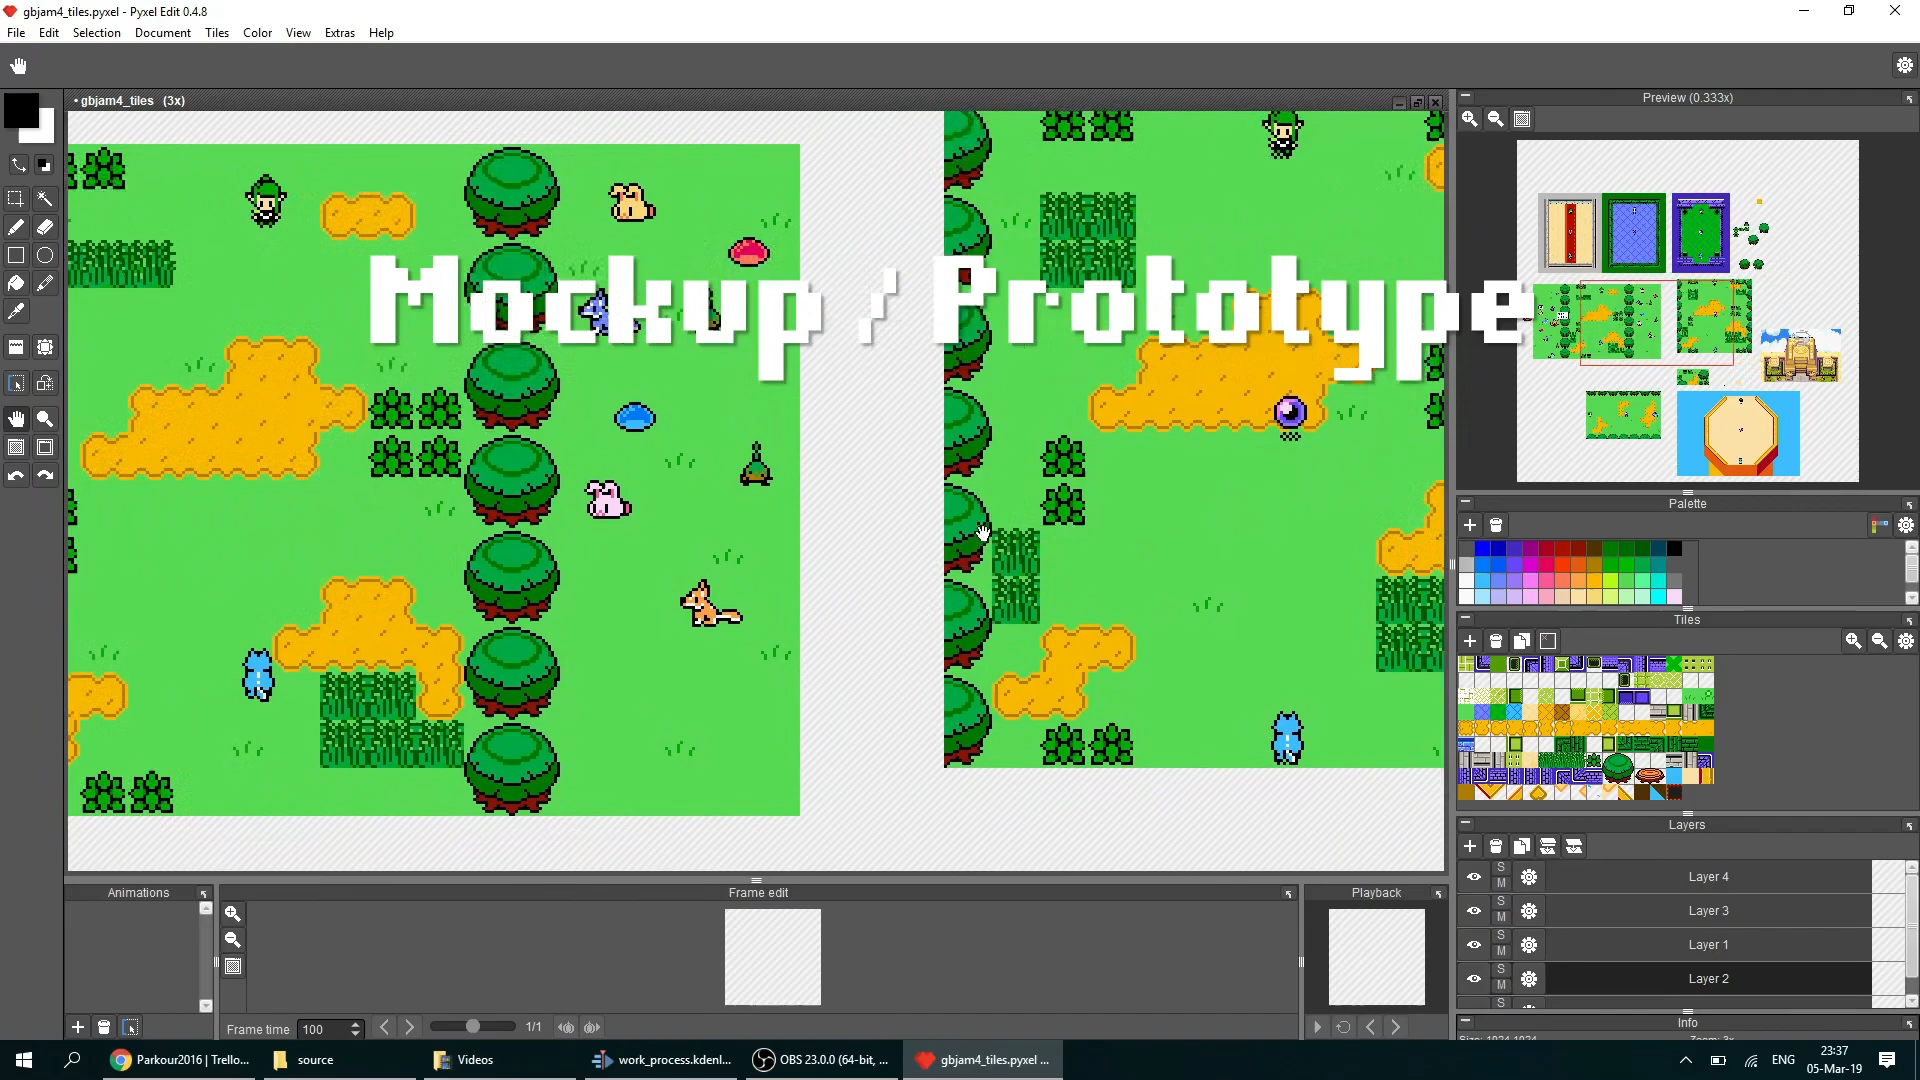 gbjam4_tiles.pyxel - Pyxel Edit 0.4.8
File Edit Selection Document Tiles Color View Extras Help
• gbjam4_tiles (3x)
Preview (0.333x)
Mockup / Prototype
Palette
Tiles
Layers
S
M
Layer 4
S
M
Layer 3
S
M
Layer 1
S
M
Layer 2
S
Animations
Frame edit
Playback
Frame time 100
1/1
Info
Parkour2016 | Trello...
source
Videos
work_process.kdenl...
OBS 23.0.0 (64-bit, ...
gbjam4_tiles.pyxel ...
ENG
23:37
05-Mar-19